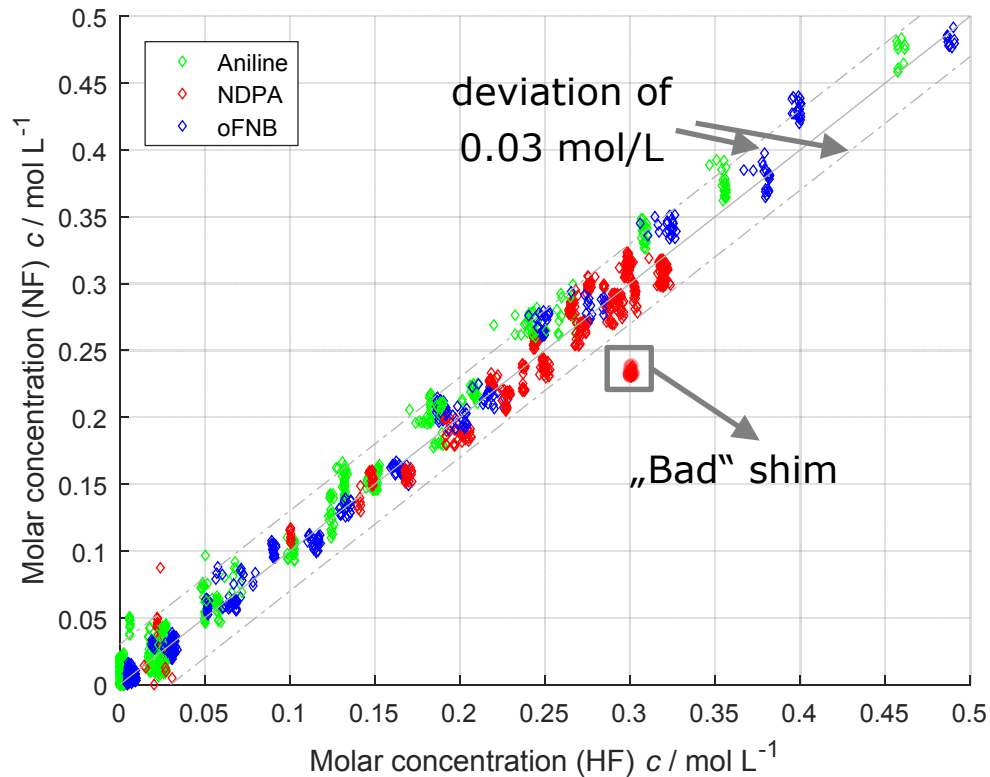 Molar concentration (NF) c / mol L⁻¹
0.5
0.45
0.4
0.35
0.3
0.25
0.2
0.15
0.1
0.05
0
Aniline
NDPA
oFNB
deviation of
0.03 mol/L
„Bad“ shim
0 0.05 0.1 0.15 0.2 0.25 0.3 0.35 0.4 0.45 0.5
Molar concentration (HF) c / mol L⁻¹